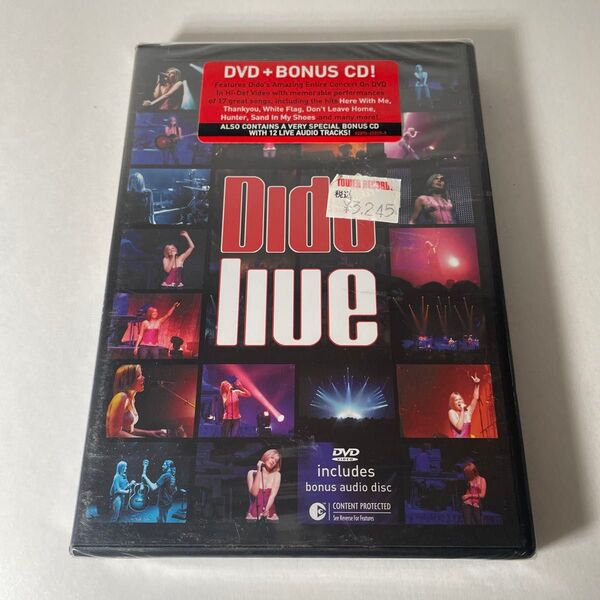 DVD + BONUS CD!
Features Dido's Amazing Entire Concert On DVD
In Hi-Def Video with memorable performances
of 17 great songs, including the hits Here With Me,
Thankyou, White Flag, Don't Leave Home,
Hunter, Sand In My Shoes and many more!
ALSO CONTAINS A VERY SPECIAL BONUS CD
WITH 12 LIVE AUDIO TRACKS!
TOWER RECORDS
税込
¥3,245
Dido
live
DVD
VIDEO
includes
bonus audio disc
CONTENT PROTECTED
See Reverse For Features